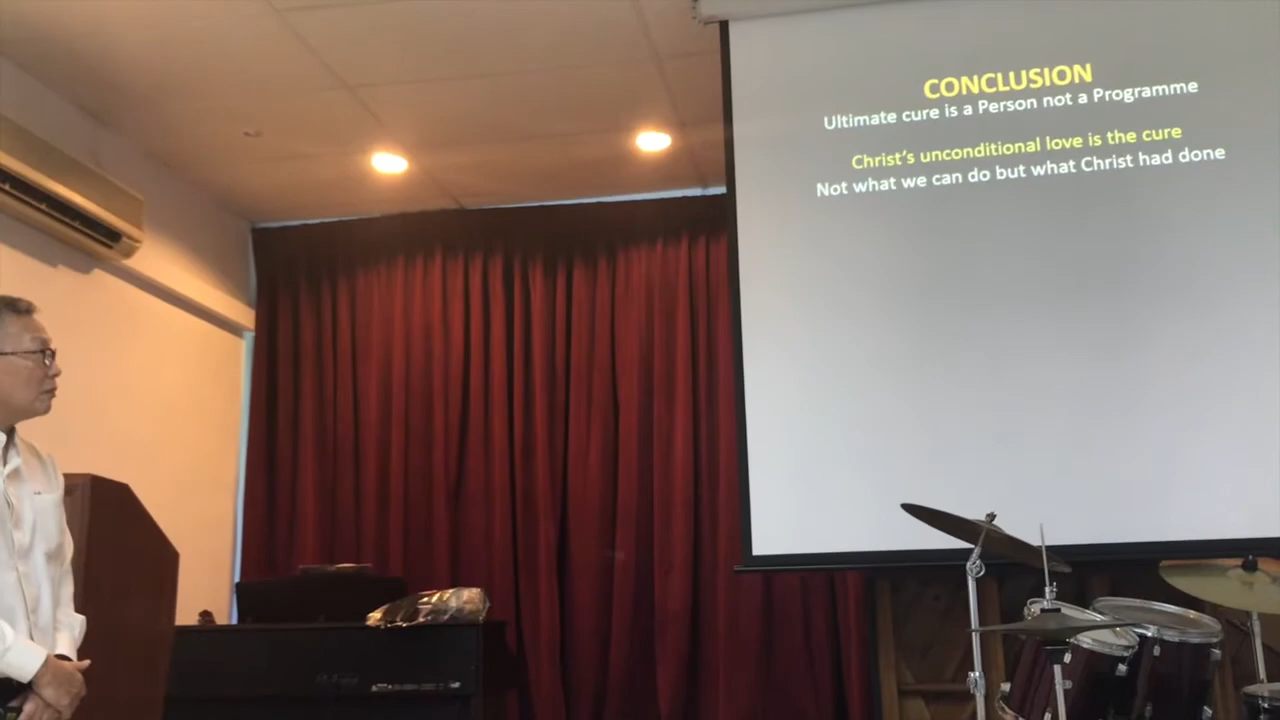 CONCLUSION
Ultimate cure is a Person not a Programme
Christ's unconditional love is the cure
Not what we can do but what Christ had done